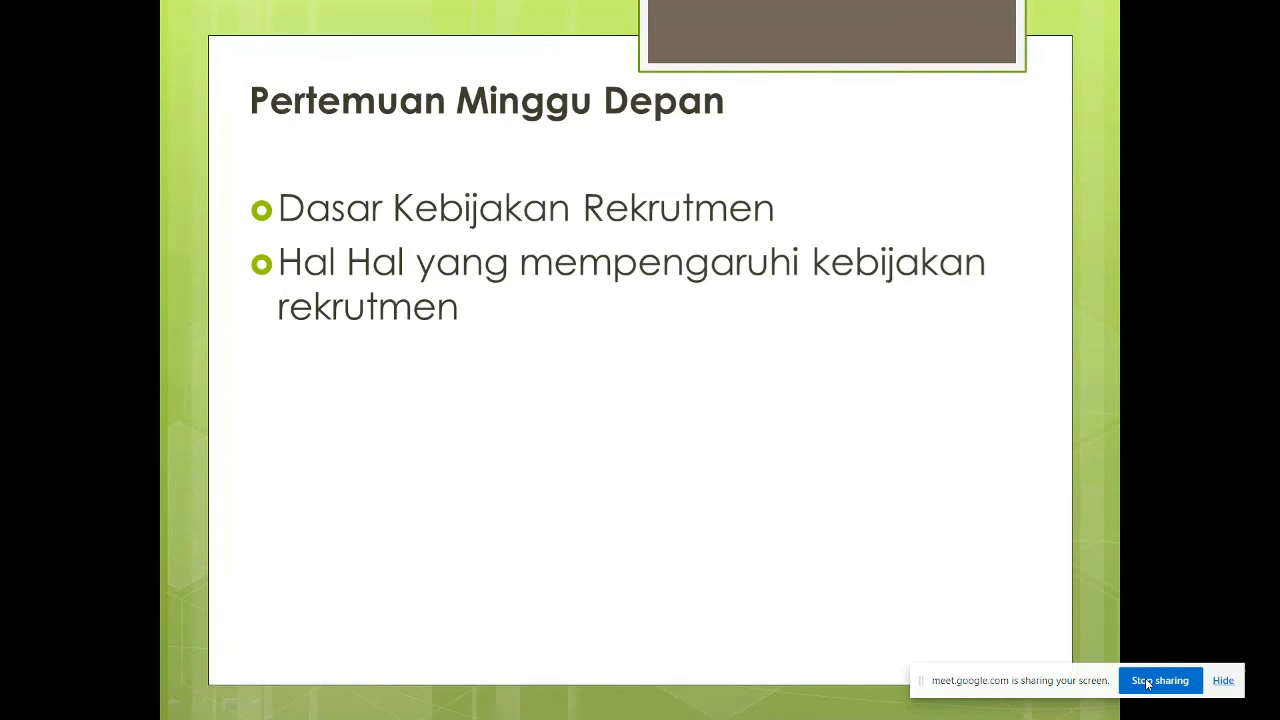 Pertemuan Minggu Depan
Dasar Kebijakan Rekrutmen
Hal Hal yang mempengaruhi kebijakan
rekrutmen
meet.google.com is sharing your screen. Stop sharing Hide